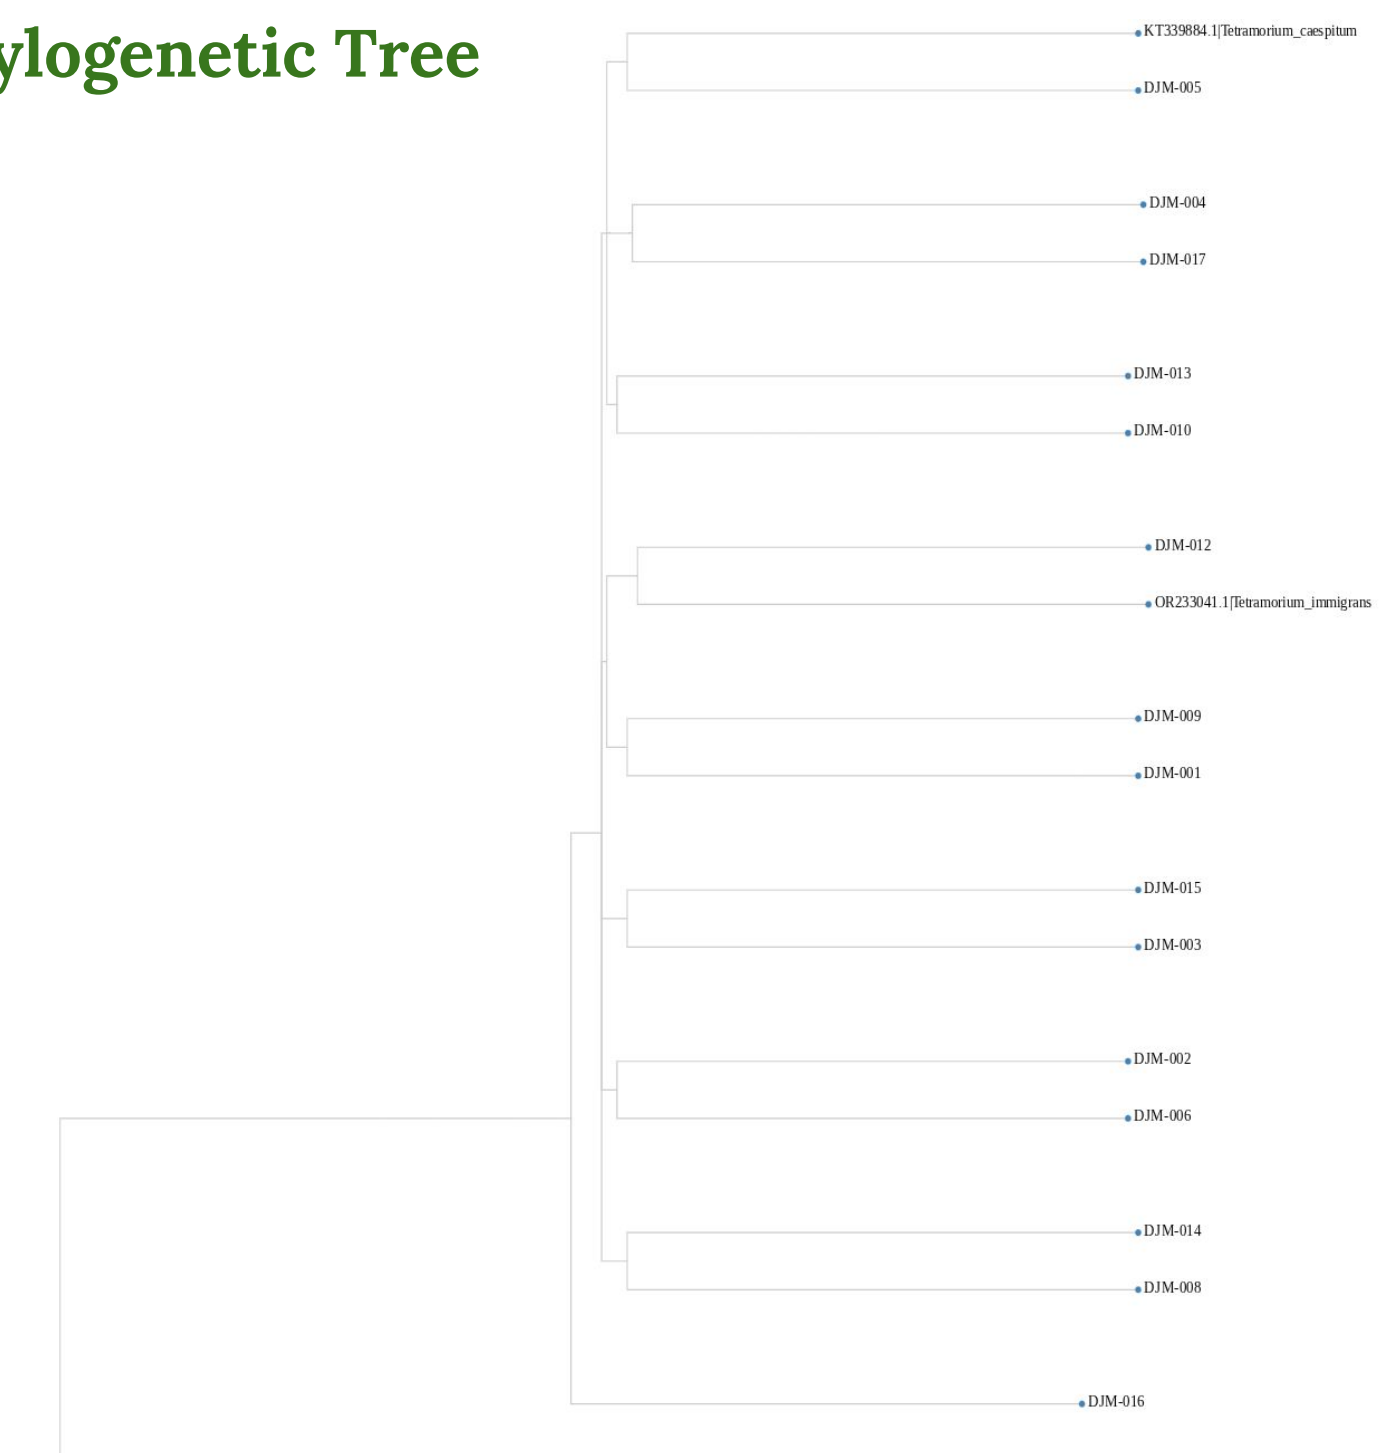 ylogenetic Tree
KT339884.1|Tetramorium_caespitum
DJM-005
DJM-004
DJM-017
DJM-013
DJM-010
DJM-012
OR233041.1|Tetramorium_immigrans
DJM-009
DJM-001
DJM-015
DJM-003
DJM-002
DJM-006
DJM-014
DJM-008
DJM-016